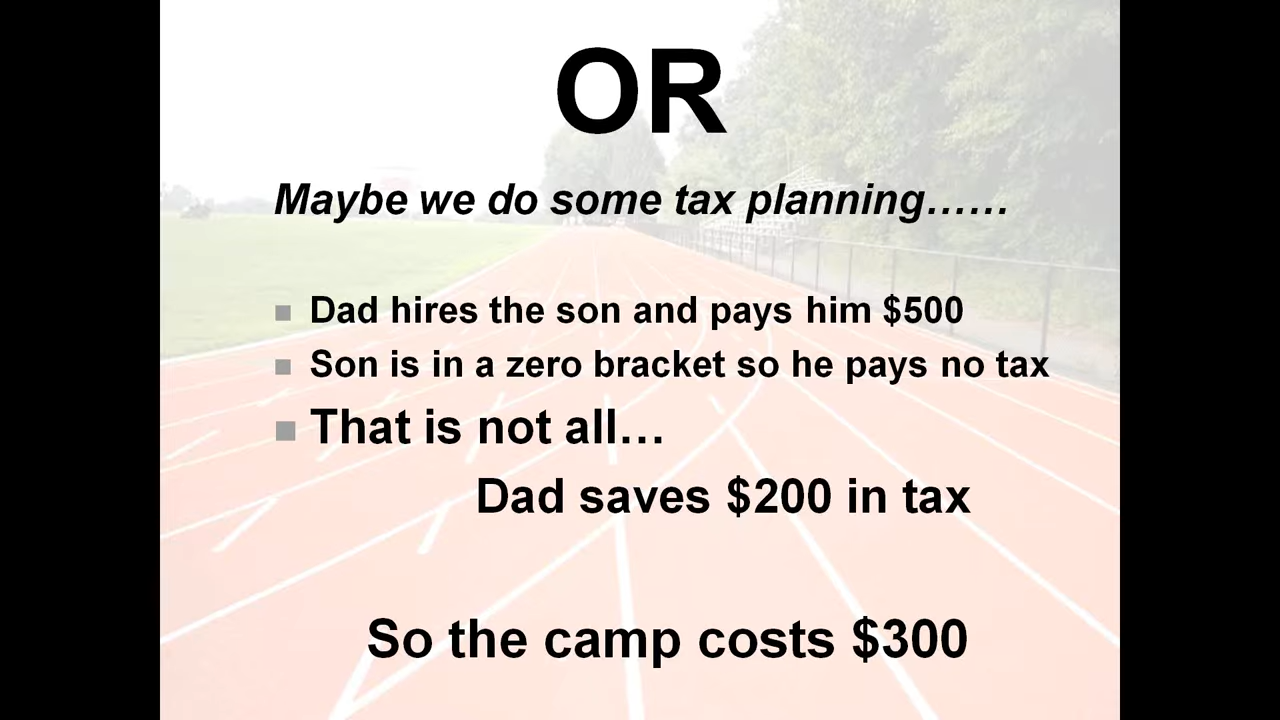 OR
Maybe we do some tax planning……
Dad hires the son and pays him $500
Son is in a zero bracket so he pays no tax
That is not all…
Dad saves $200 in tax
So the camp costs $300